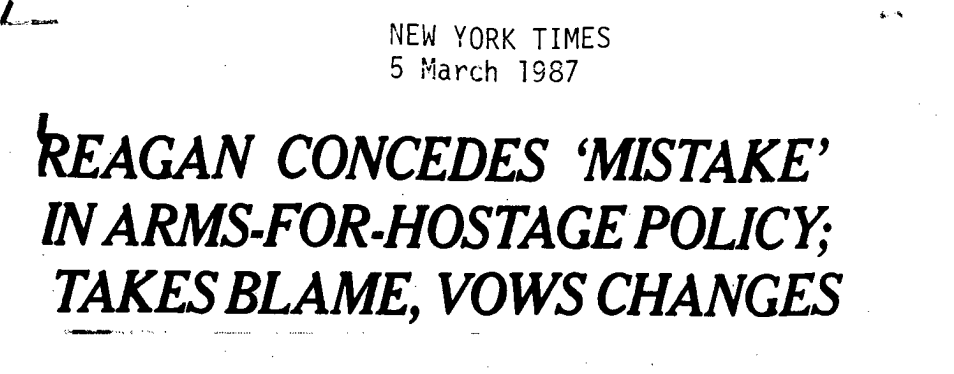 NEW YORK TIMES
5 March 1987
REAGAN CONCEDES ‘MISTAKE’
IN ARMS-FOR-HOSTAGE POLICY;
TAKES BLAME, VOWS CHANGES